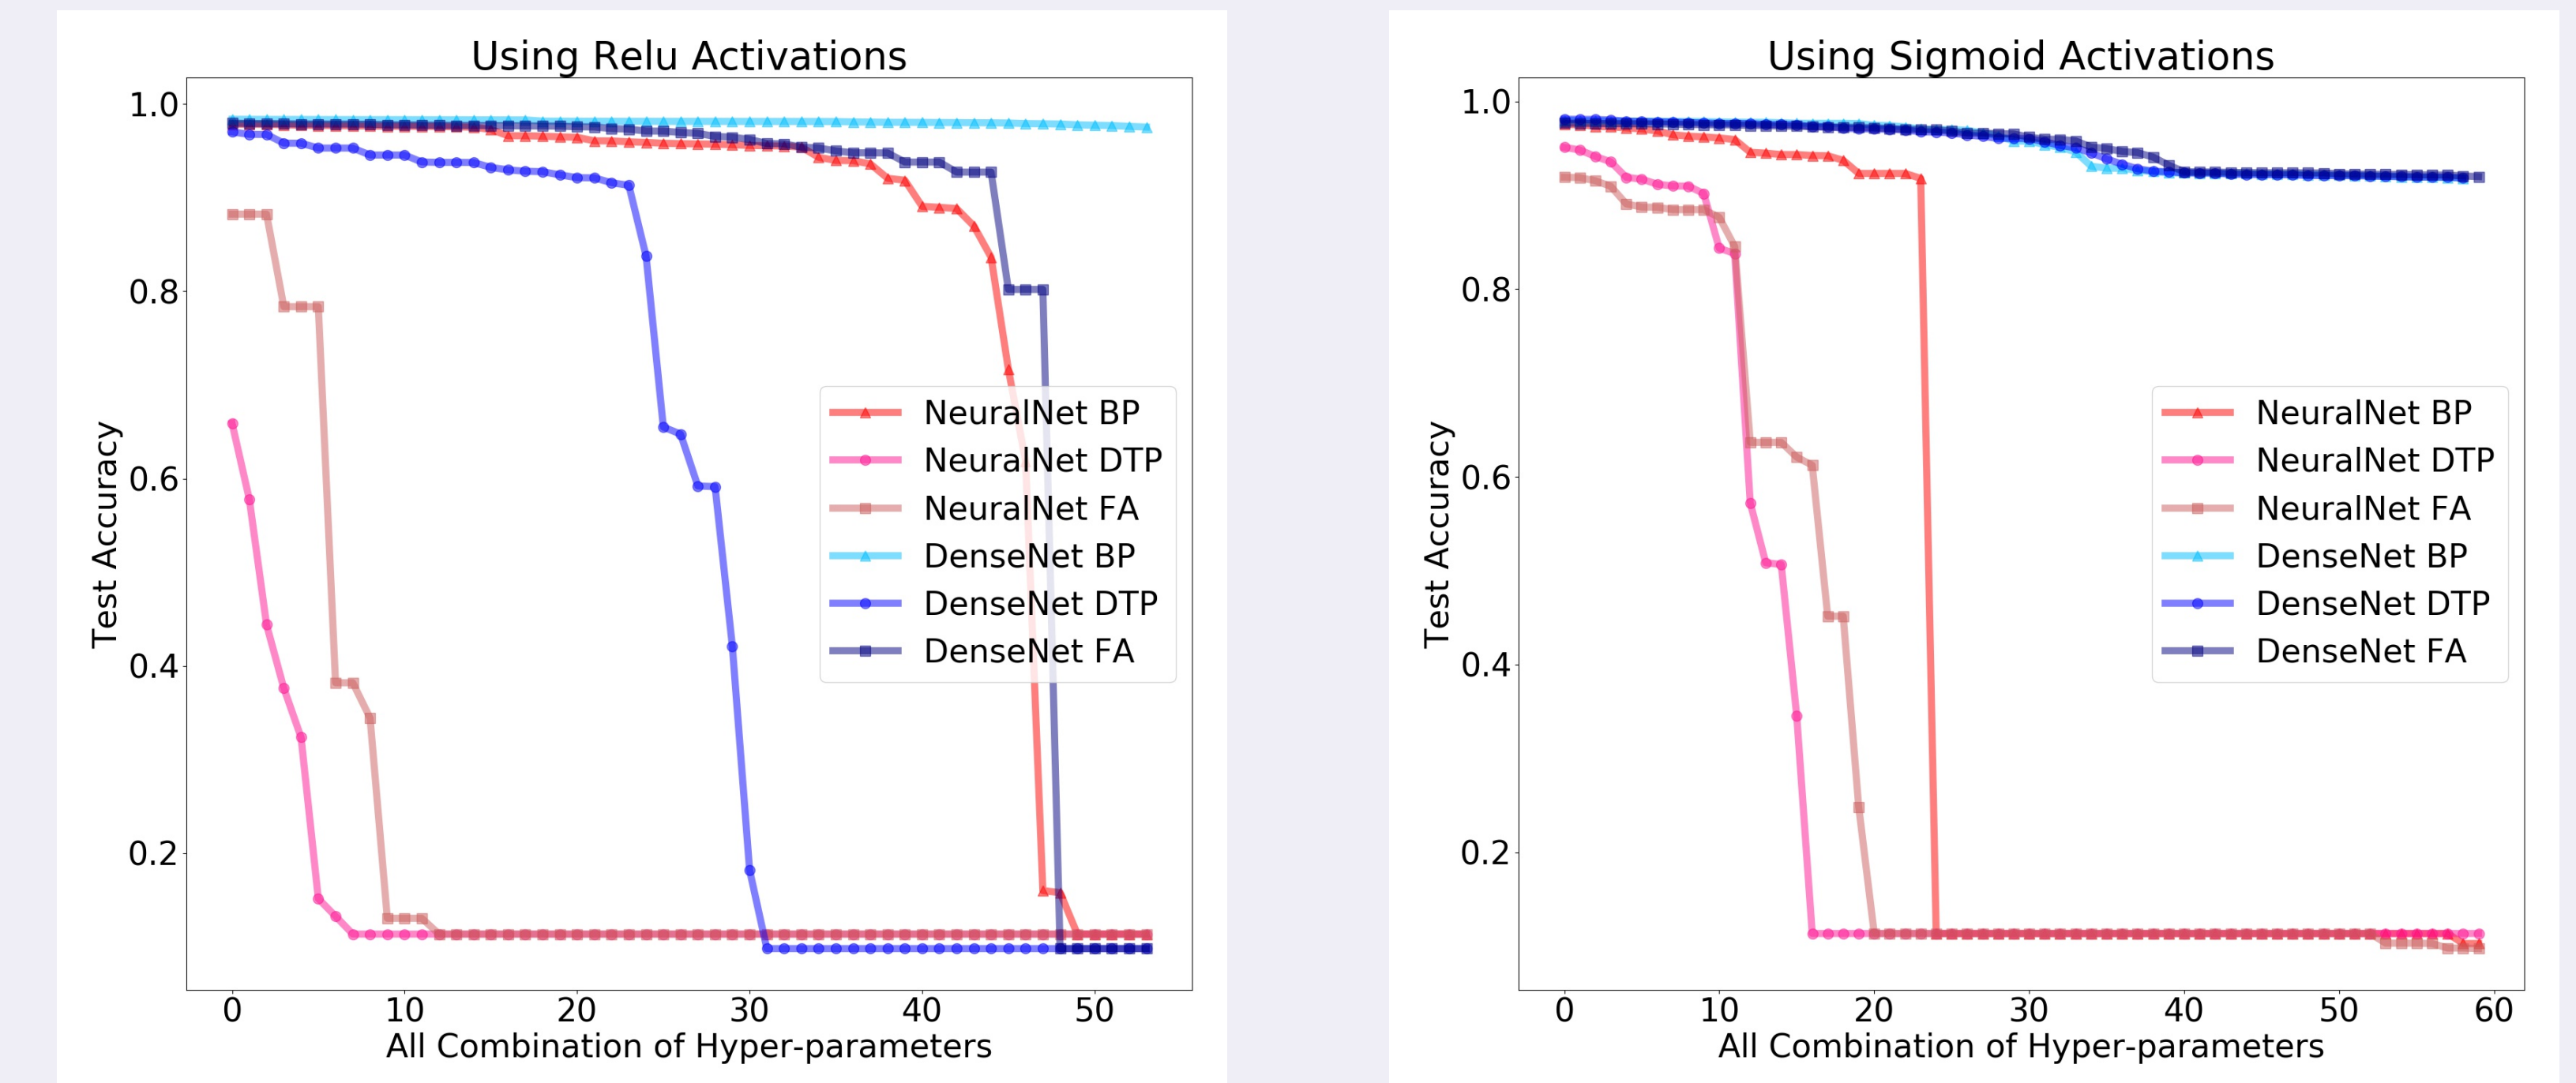 Using Relu Activations
1.0
0.8
0.6
0.4
0.2
Test Accuracy
NeuralNet BP
NeuralNet DTP
NeuralNet FA
DenseNet BP
DenseNet DTP
DenseNet FA
0 10 20 30 40 50
All Combination of Hyper-parameters
Using Sigmoid Activations
1.0
0.8
0.6
0.4
0.2
Test Accuracy
NeuralNet BP
NeuralNet DTP
NeuralNet FA
DenseNet BP
DenseNet DTP
DenseNet FA
0 10 20 30 40 50 60
All Combination of Hyper-parameters